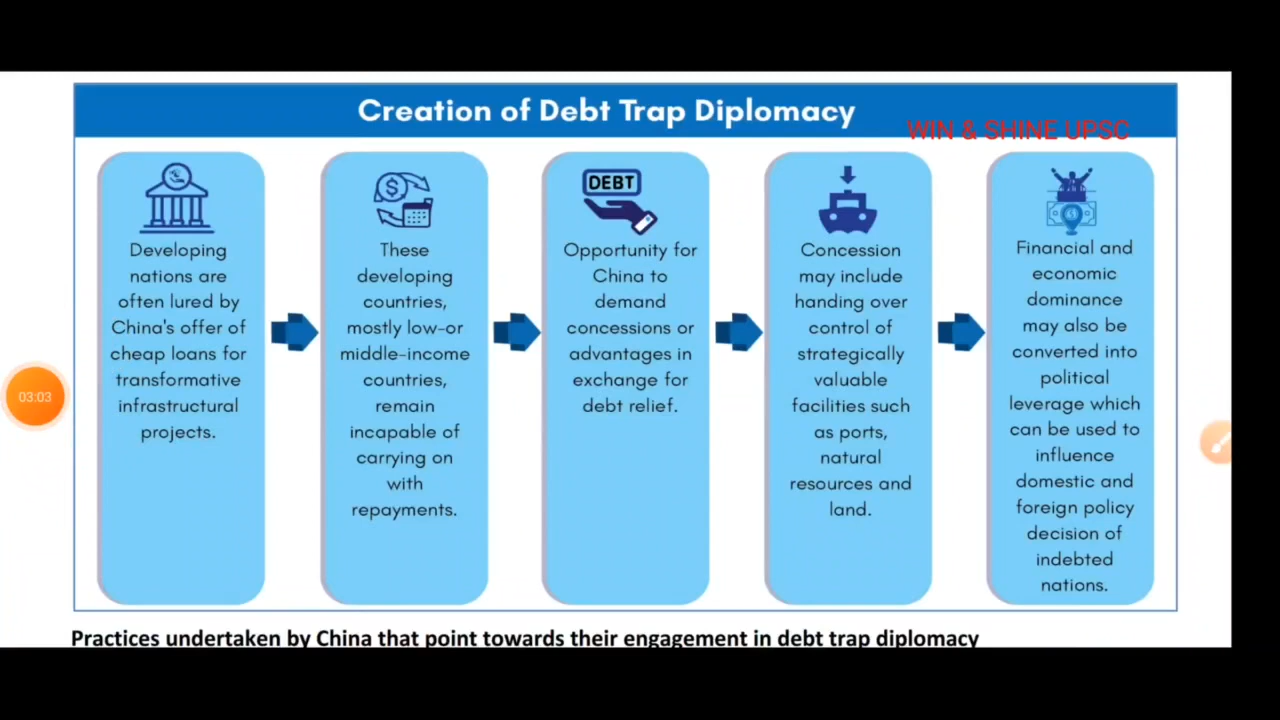 Creation of Debt Trap Diplomacy
WIN & SHINE UPSC
Developing
nations are
often lured by
China's offer of
cheap loans for
transformative
infrastructural
projects.
These
developing
countries,
mostly low-or
middle-income
countries,
remain
incapable of
carrying on
with
repayments.
DEBT
Opportunity for
China to
demand
concessions or
advantages in
exchange for
debt relief.
Concession
may include
handing over
control of
strategically
valuable
facilities such
as ports,
natural
resources and
land.
Financial and
economic
dominance
may also be
converted into
political
leverage which
can be used to
influence
domestic and
foreign policy
decision of
indebted
nations.
03:03
Practices undertaken by China that point towards their engagement in debt trap diplomacy